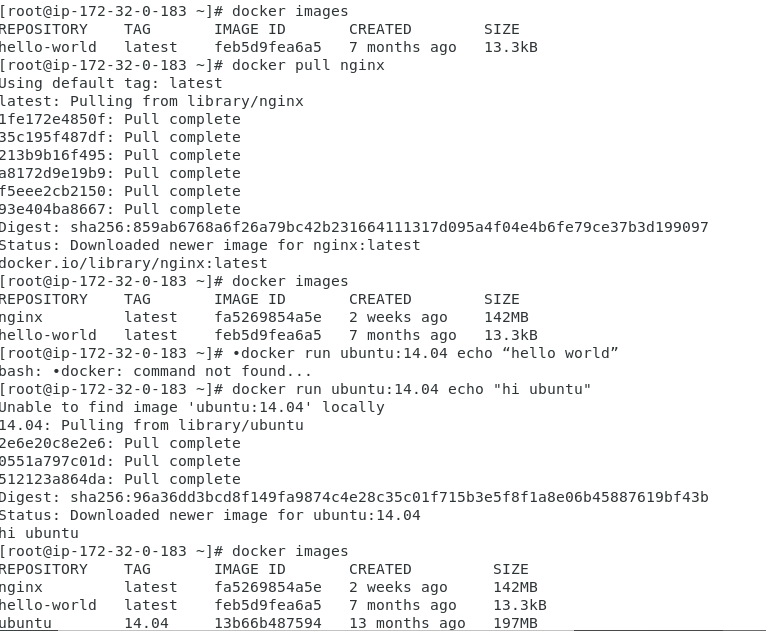 [root@ip-172-32-0-183 ~]# docker images
REPOSITORY    TAG       IMAGE ID       CREATED        SIZE
hello-world   latest    feb5d9fea6a5   7 months ago   13.3kB
[root@ip-172-32-0-183 ~]# docker pull nginx
Using default tag: latest
latest: Pulling from library/nginx
1fe172e4850f: Pull complete
35c195f487df: Pull complete
213b9b16f495: Pull complete
a8172d9e19b9: Pull complete
f5eee2cb2150: Pull complete
93e404ba8667: Pull complete
Digest: sha256:859ab6768a6f26a79bc42b231664111317d095a4f04e4b6fe79ce37b3d199097
Status: Downloaded newer image for nginx:latest
docker.io/library/nginx:latest
[root@ip-172-32-0-183 ~]# docker images
REPOSITORY    TAG       IMAGE ID       CREATED        SIZE
nginx         latest    fa5269854a5e   2 weeks ago    142MB
hello-world   latest    feb5d9fea6a5   7 months ago   13.3kB
[root@ip-172-32-0-183 ~]# •docker run ubuntu:14.04 echo “hello world”
bash: •docker: command not found...
[root@ip-172-32-0-183 ~]# docker run ubuntu:14.04 echo "hi ubuntu"
Unable to find image 'ubuntu:14.04' locally
14.04: Pulling from library/ubuntu
2e6e20c8e2e6: Pull complete
0551a797c01d: Pull complete
512123a864da: Pull complete
Digest: sha256:96a36dd3bcd8f149fa9874c4e28c35c01f715b3e5f8f1a8e06b45887619bf43b
Status: Downloaded newer image for ubuntu:14.04
hi ubuntu
[root@ip-172-32-0-183 ~]# docker images
REPOSITORY    TAG       IMAGE ID       CREATED         SIZE
nginx         latest    fa5269854a5e   2 weeks ago     142MB
hello-world   latest    feb5d9fea6a5   7 months ago    13.3kB
ubuntu        14.04     13b66b487594   13 months ago   197MB